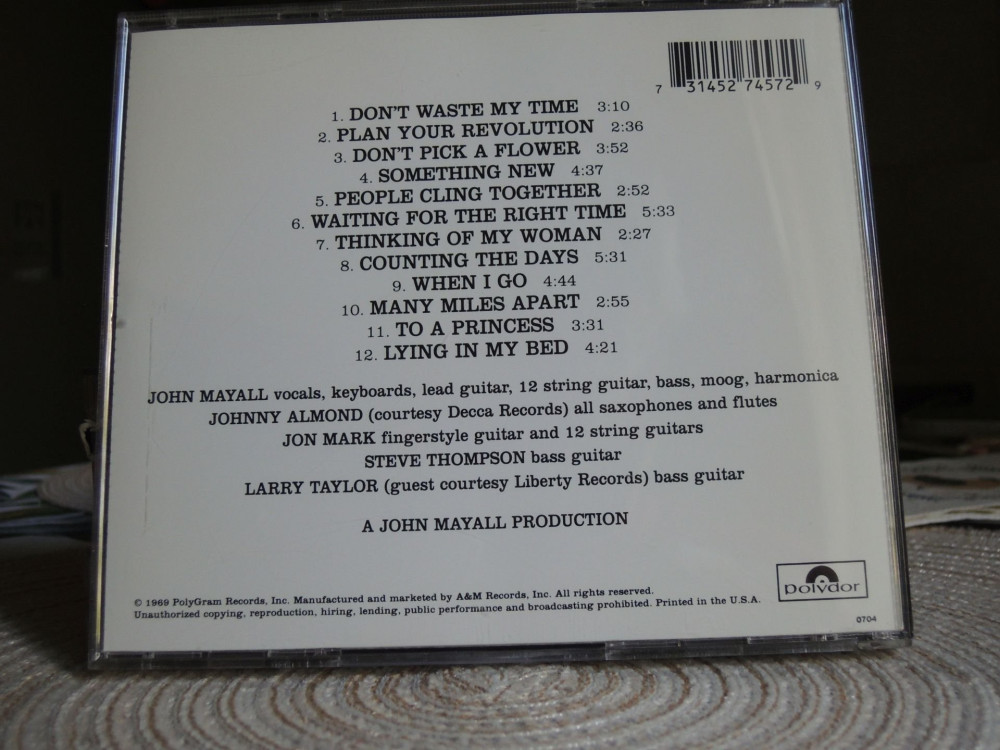 7 31452 74572 9
1. DON'T WASTE MY TIME 3:10
2. PLAN YOUR REVOLUTION 2:36
3. DON'T PICK A FLOWER 3:52
4. SOMETHING NEW 4:37
5. PEOPLE CLING TOGETHER 2:52
6. WAITING FOR THE RIGHT TIME 5:33
7. THINKING OF MY WOMAN 2:27
8. COUNTING THE DAYS 5:31
9. WHEN I GO 4:44
10. MANY MILES APART 2:55
11. TO A PRINCESS 3:31
12. LYING IN MY BED 4:21
JOHN MAYALL vocals, keyboards, lead guitar, 12 string guitar, bass, moog, harmonica
JOHNNY ALMOND (courtesy Decca Records) all saxophones and flutes
JON MARK fingerstyle guitar and 12 string guitars
STEVE THOMPSON bass guitar
LARRY TAYLOR (guest courtesy Liberty Records) bass guitar
A JOHN MAYALL PRODUCTION
© 1969 PolyGram Records, Inc. Manufactured and marketed by A&M Records, Inc. All rights reserved.
Unauthorized copying, reproduction, hiring, lending, public performance and broadcasting prohibited. Printed in the U.S.A.
polydor
0704